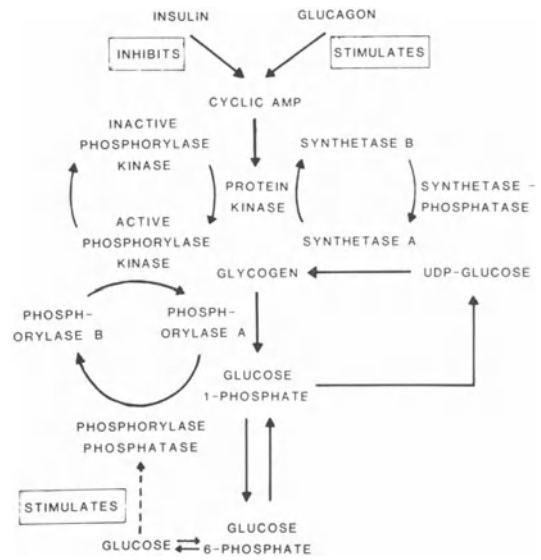 INSULIN
GLUCAGON
INHIBITS
STIMULATES
CYCLIC AMP
INACTIVE
PHOSPHORYLASE
KINASE
SYNTHETASE B
PROTEIN
KINASE
SYNTHETASE -
PHOSPHATASE
ACTIVE
PHOSPHORYLASE
KINASE
SYNTHETASE A
GLYCOGEN
UDP-GLUCOSE
PHOSPH-
ORYLASE B
PHOSPH-
ORYLASE A
GLUCOSE
1-PHOSPHATE
PHOSPHORYLASE
PHOSPHATASE
STIMULATES
GLUCOSE
GLUCOSE
6-PHOSPHATE